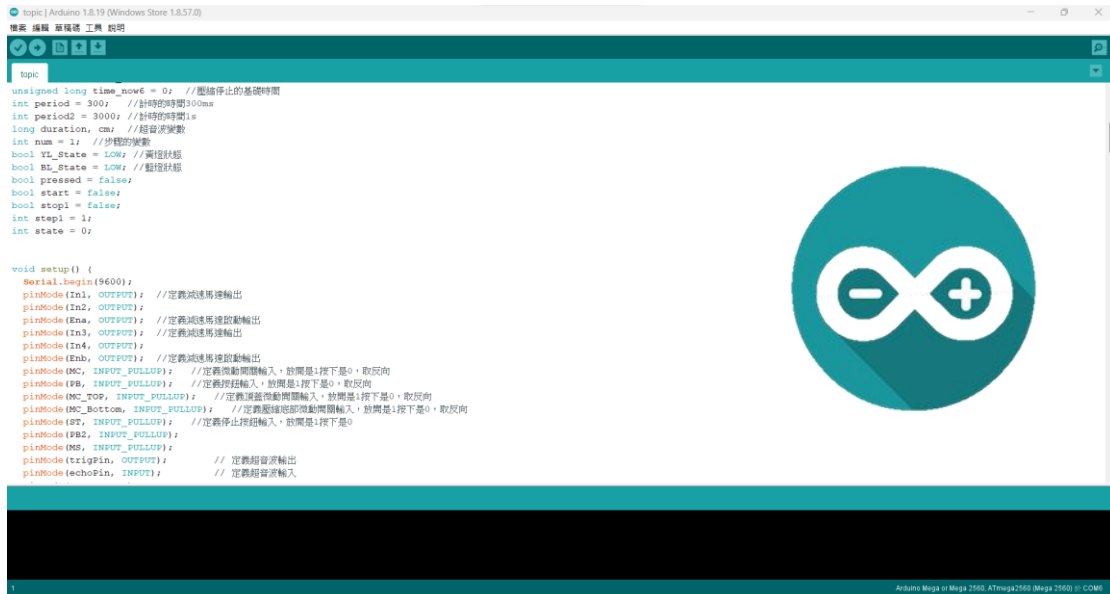 topic | Arduino 1.8.19 (Windows Store 1.8.57.0)
檔案 編輯 草稿碼 工具 說明
topic
unsigned long time_now6 = 0; //壓縮停止的基礎時間
int period = 300; //計時的時間300ms
int period2 = 3000; //計時的時間1s
long duration, cm; //超音波變數
int num = 1; //步驟的變數
bool YL_State = LOW; //黃燈狀態
bool BL_State = LOW; //藍燈狀態
bool pressed = false;
bool start = false;
bool stop1 = false;
int step1 = 1;
int state = 0;
void setup() {
Serial.begin(9600);
pinMode(In1, OUTPUT); //定義減速馬達輸出
pinMode(In2, OUTPUT);
pinMode(Ena, OUTPUT); //定義減速馬達啟動輸出
pinMode(In3, OUTPUT); //定義減速馬達輸出
pinMode(In4, OUTPUT);
pinMode(Enb, OUTPUT); //定義減速馬達啟動輸出
pinMode(MC, INPUT_PULLUP); //定義微動開關輸入，放開是1按下是0，取反向
pinMode(PB, INPUT_PULLUP); //定義按鈕輸入，放開是1按下是0，取反向
pinMode(MC_TOP, INPUT_PULLUP); //定義頂蓋微動開關輸入，放開是1按下是0，取反向
pinMode(MC_Bottom, INPUT_PULLUP); //定義壓縮底部微動開關輸入，放開是1按下是0，取反向
pinMode(ST, INPUT_PULLUP); //定義停止按鈕輸入，放開是1按下是0
pinMode(PB2, INPUT_PULLUP);
pinMode(MS, INPUT_PULLUP);
pinMode(trigPin, OUTPUT); // 定義超音波輸出
pinMode(echoPin, INPUT); // 定義超音波輸入
1
Arduino Mega or Mega 2560, ATmega2560 (Mega 2560) 於 COM6